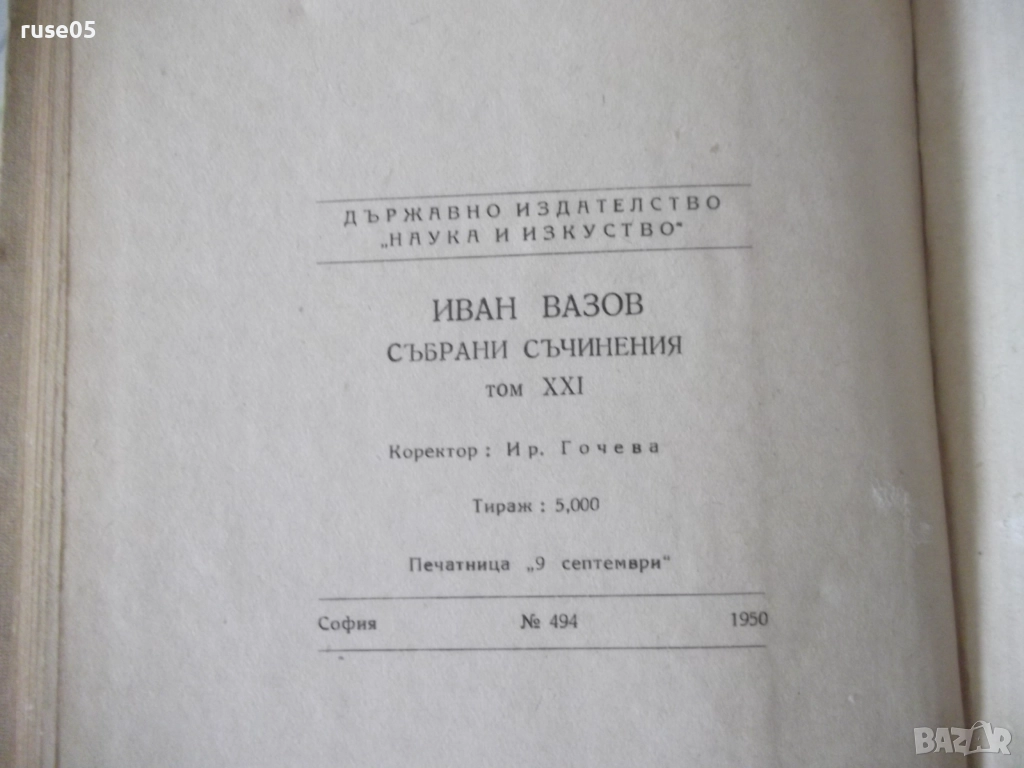 ruse05
ДЪРЖАВНО ИЗДАТЕЛСТВО
„НАУКА И ИЗКУСТВО"
ИВАН ВАЗОВ
СЪБРАНИ СЪЧИНЕНИЯ
том XXI
Коректор : Ир. Гочева
Тираж : 5,000
Печатница „9 септември"
София № 494 1950
BAZAR